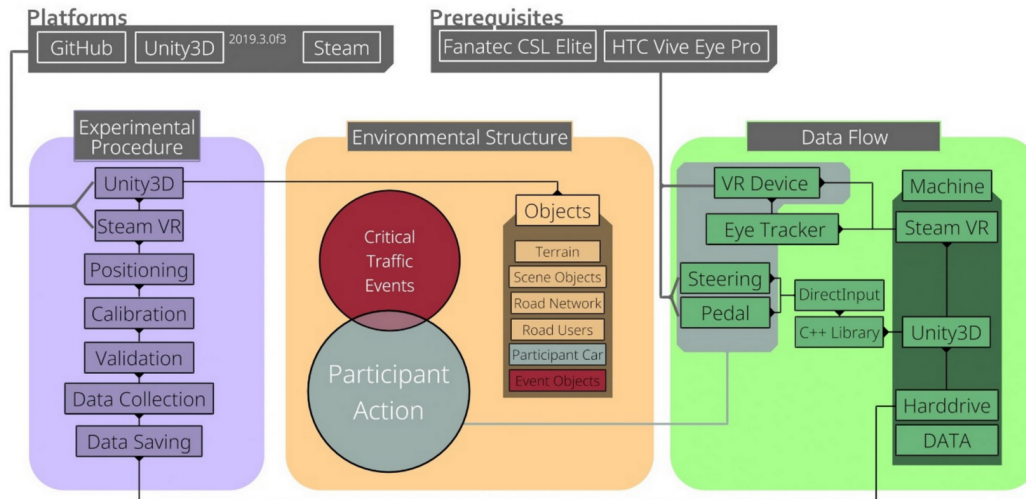 Platforms
GitHub
Unity3D
2019.3.0f3
Steam
Prerequisites
Fanatec CSL Elite
HTC Vive Eye Pro
Experimental
Procedure
Unity3D
Steam VR
Positioning
Calibration
Validation
Data Collection
Data Saving
Environmental Structure
Critical
Traffic
Events
Participant
Action
Objects
Terrain
Scene Objects
Road Network
Road Users
Participant Car
Event Objects
Data Flow
VR Device
Eye Tracker
Steering
Pedal
DirectInput
C++ Library
Machine
Steam VR
Unity3D
Harddrive
DATA